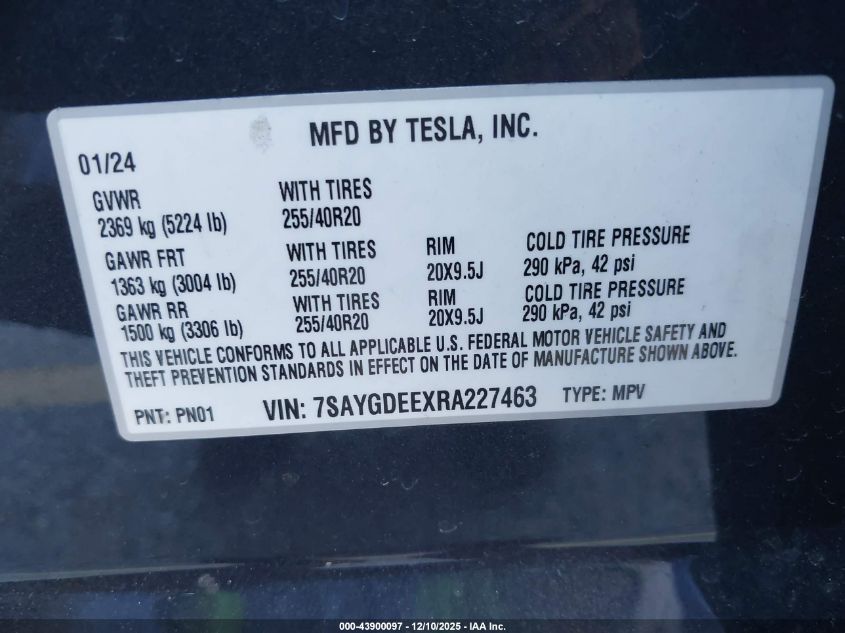 MFD BY TESLA, INC.
01/24
GVWR WITH TIRES
2369 kg (5224 lb) 255/40R20
GAWR FRT WITH TIRES RIM COLD TIRE PRESSURE
1363 kg (3004 lb) 255/40R20 20X9.5J 290 kPa, 42 psi
GAWR RR WITH TIRES RIM COLD TIRE PRESSURE
1500 kg (3306 lb) 255/40R20 20X9.5J 290 kPa, 42 psi
THIS VEHICLE CONFORMS TO ALL APPLICABLE U.S. FEDERAL MOTOR VEHICLE SAFETY AND
THEFT PREVENTION STANDARDS IN EFFECT ON THE DATE OF MANUFACTURE SHOWN ABOVE.
PNT: PN01 VIN: 7SAYGDEEXRA227463 TYPE: MPV
000-43900097 - 12/10/2025 - IAA Inc.